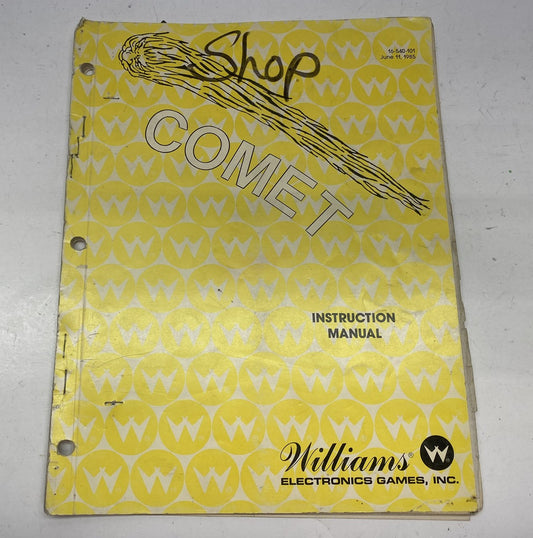 16-540-101
June 11, 1985
Shop
COMET
INSTRUCTION
MANUAL
Williams®
ELECTRONICS GAMES, INC.